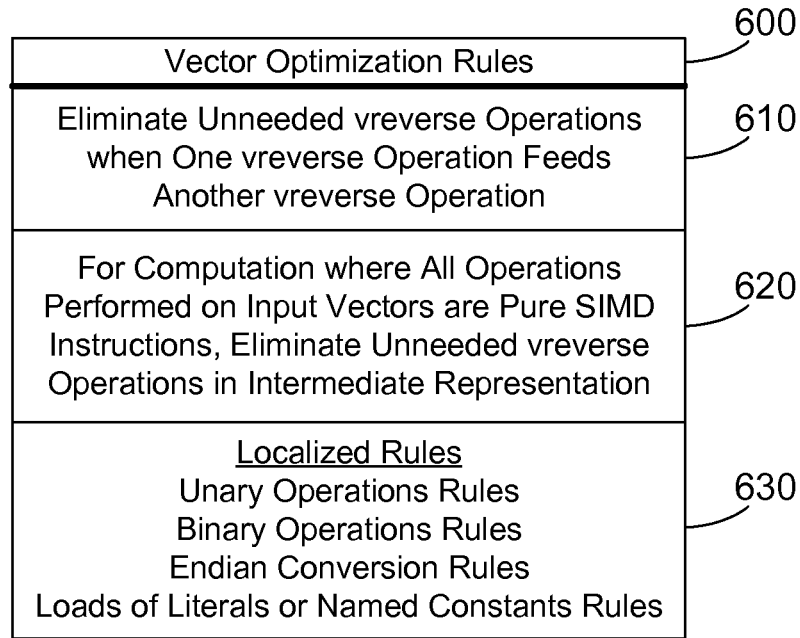 600
Vector Optimization Rules
610
Eliminate Unneeded vreverse Operations
when One vreverse Operation Feeds
Another vreverse Operation
620
For Computation where All Operations
Performed on Input Vectors are Pure SIMD
Instructions, Eliminate Unneeded vreverse
Operations in Intermediate Representation
630
Localized Rules
Unary Operations Rules
Binary Operations Rules
Endian Conversion Rules
Loads of Literals or Named Constants Rules